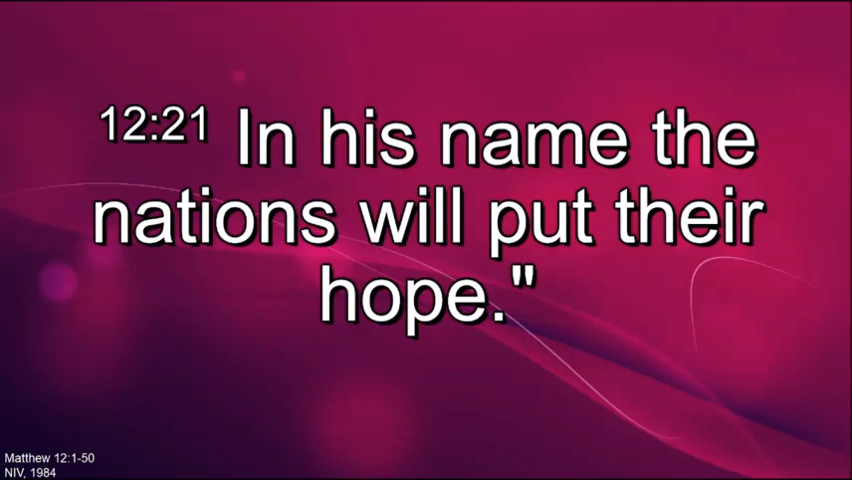 12:21 In his name the
nations will put their
hope."
Matthew 12:1-50
NIV, 1984